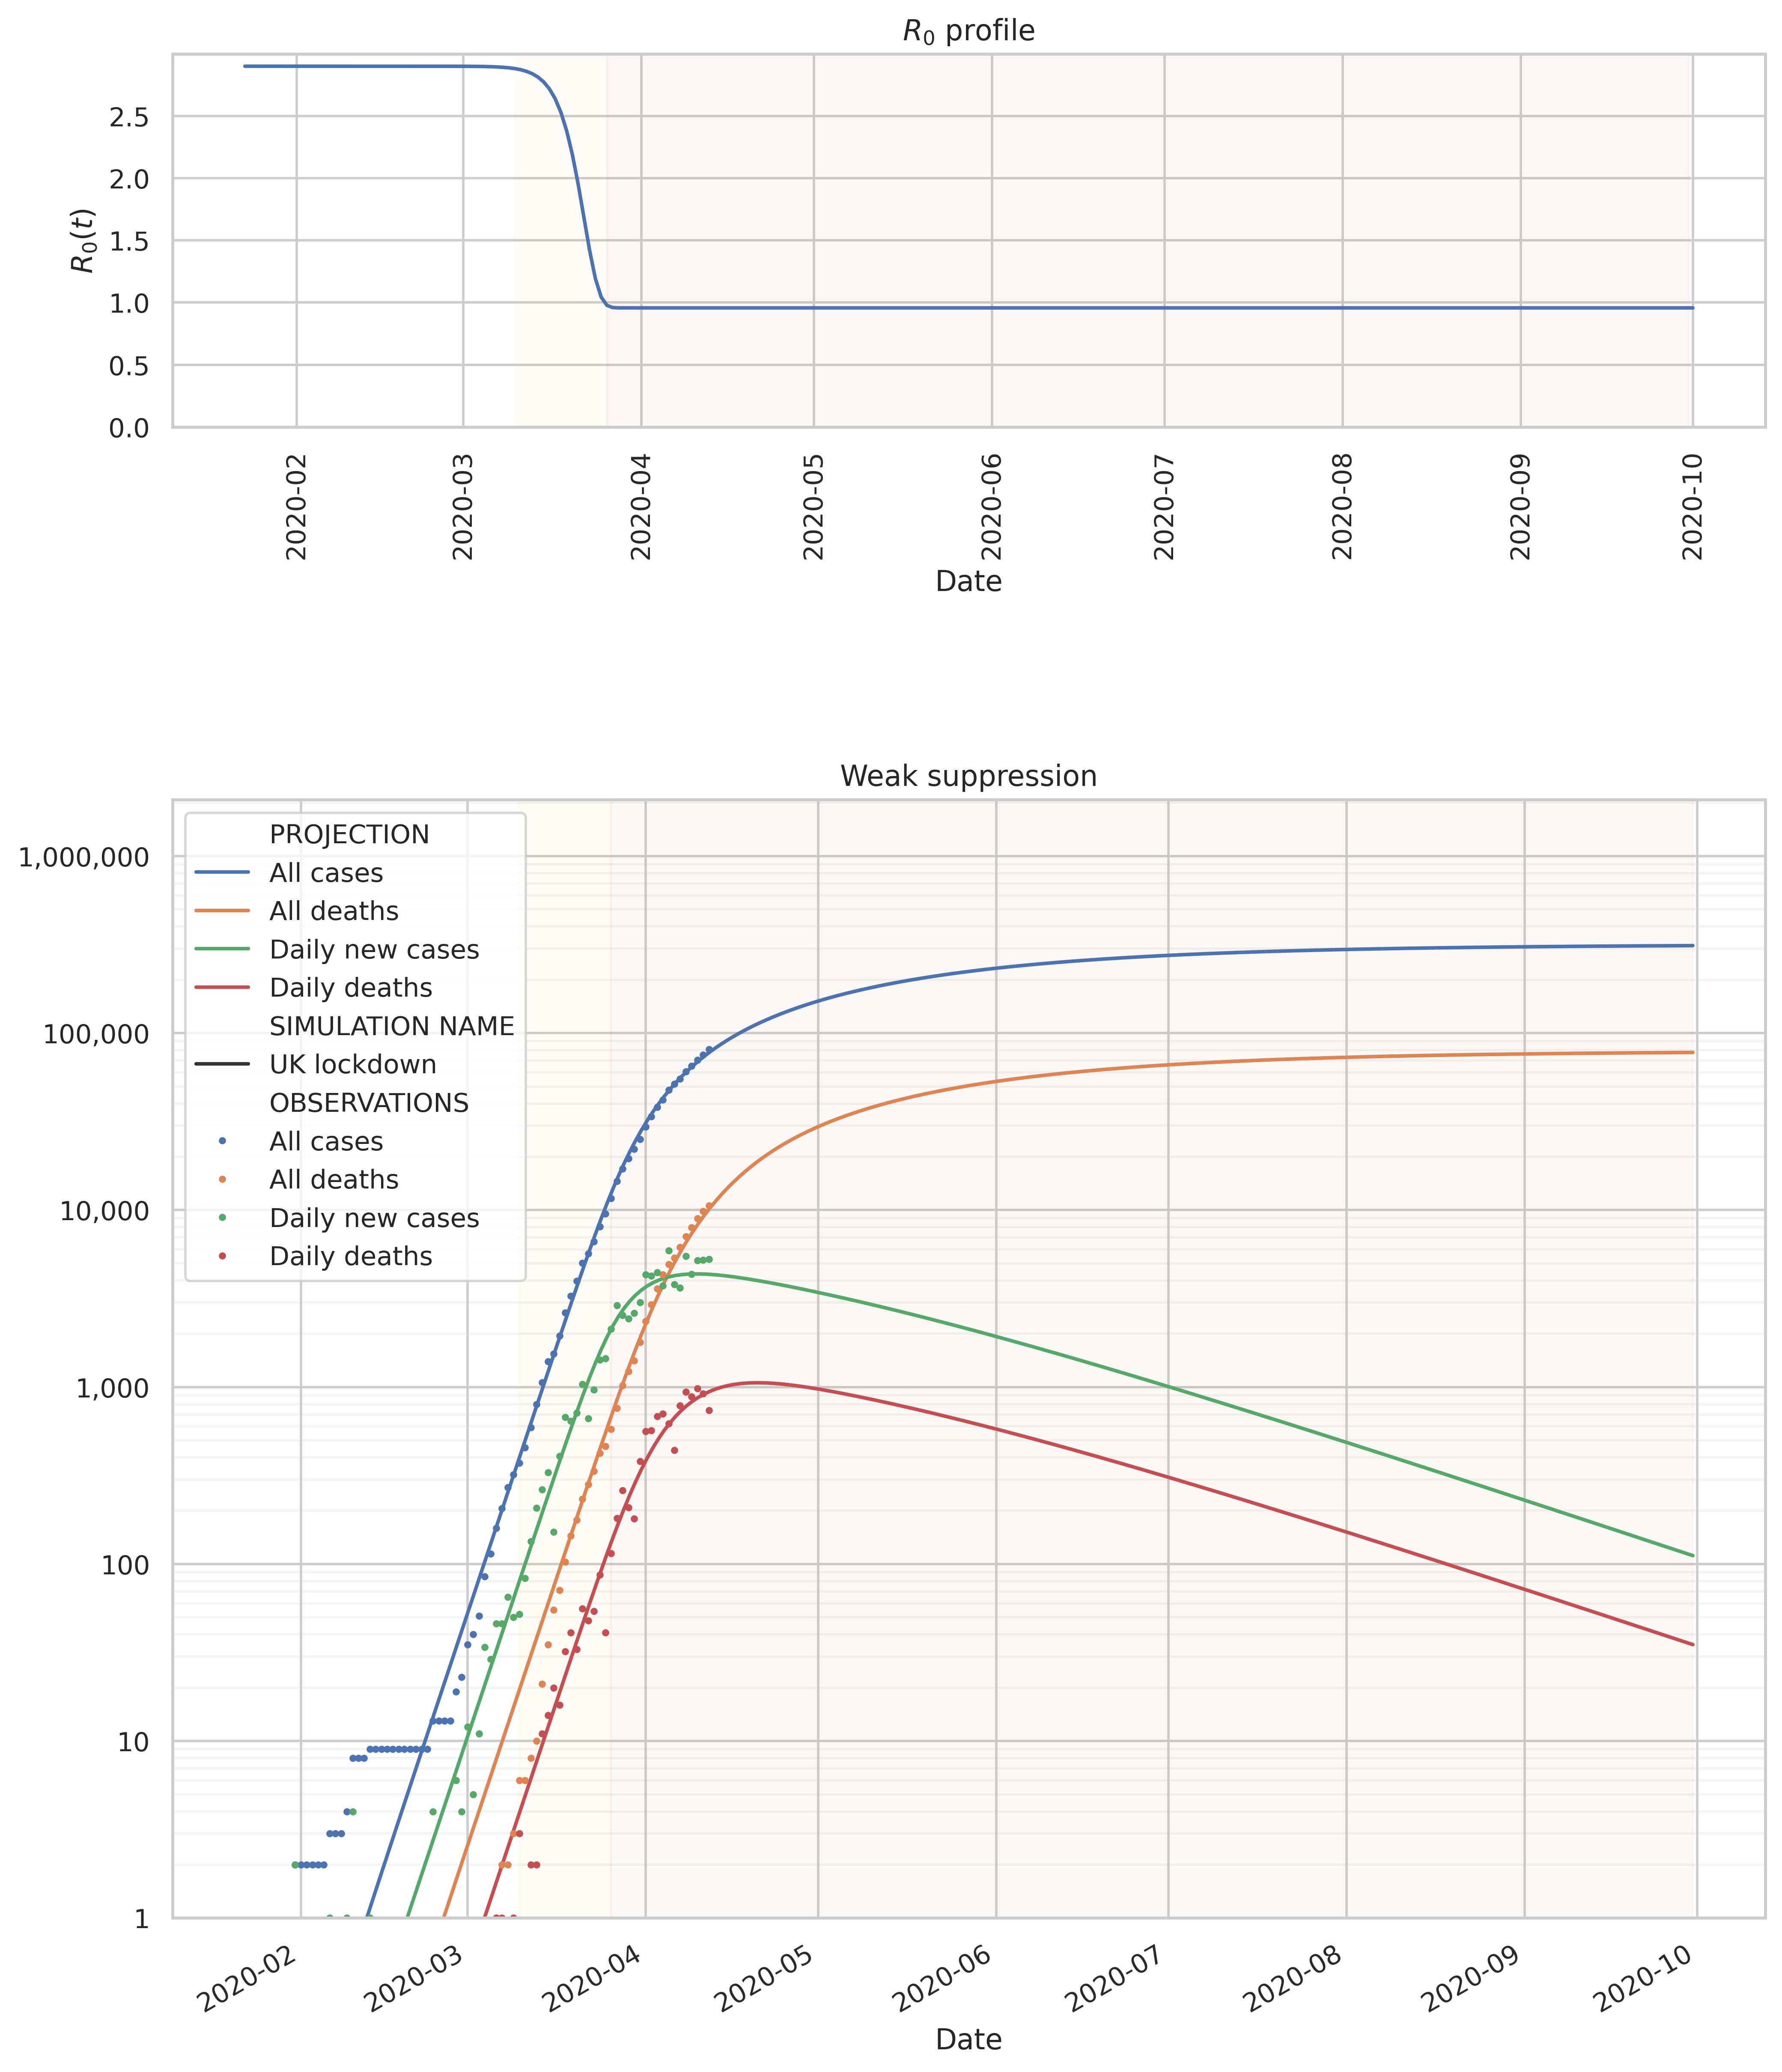 R₀ profile
2.5
2.0
1.5
1.0
0.5
0.0
R₀(t)
2020-02
2020-03
2020-04
2020-05
2020-06
2020-07
2020-08
2020-09
2020-10
Date
Weak suppression
1,000,000
100,000
10,000
1,000
100
10
1
PROJECTION
All cases
All deaths
Daily new cases
Daily deaths
SIMULATION NAME
UK lockdown
OBSERVATIONS
All cases
All deaths
Daily new cases
Daily deaths
2020-02
2020-03
2020-04
2020-05
2020-06
2020-07
2020-08
2020-09
2020-10
Date